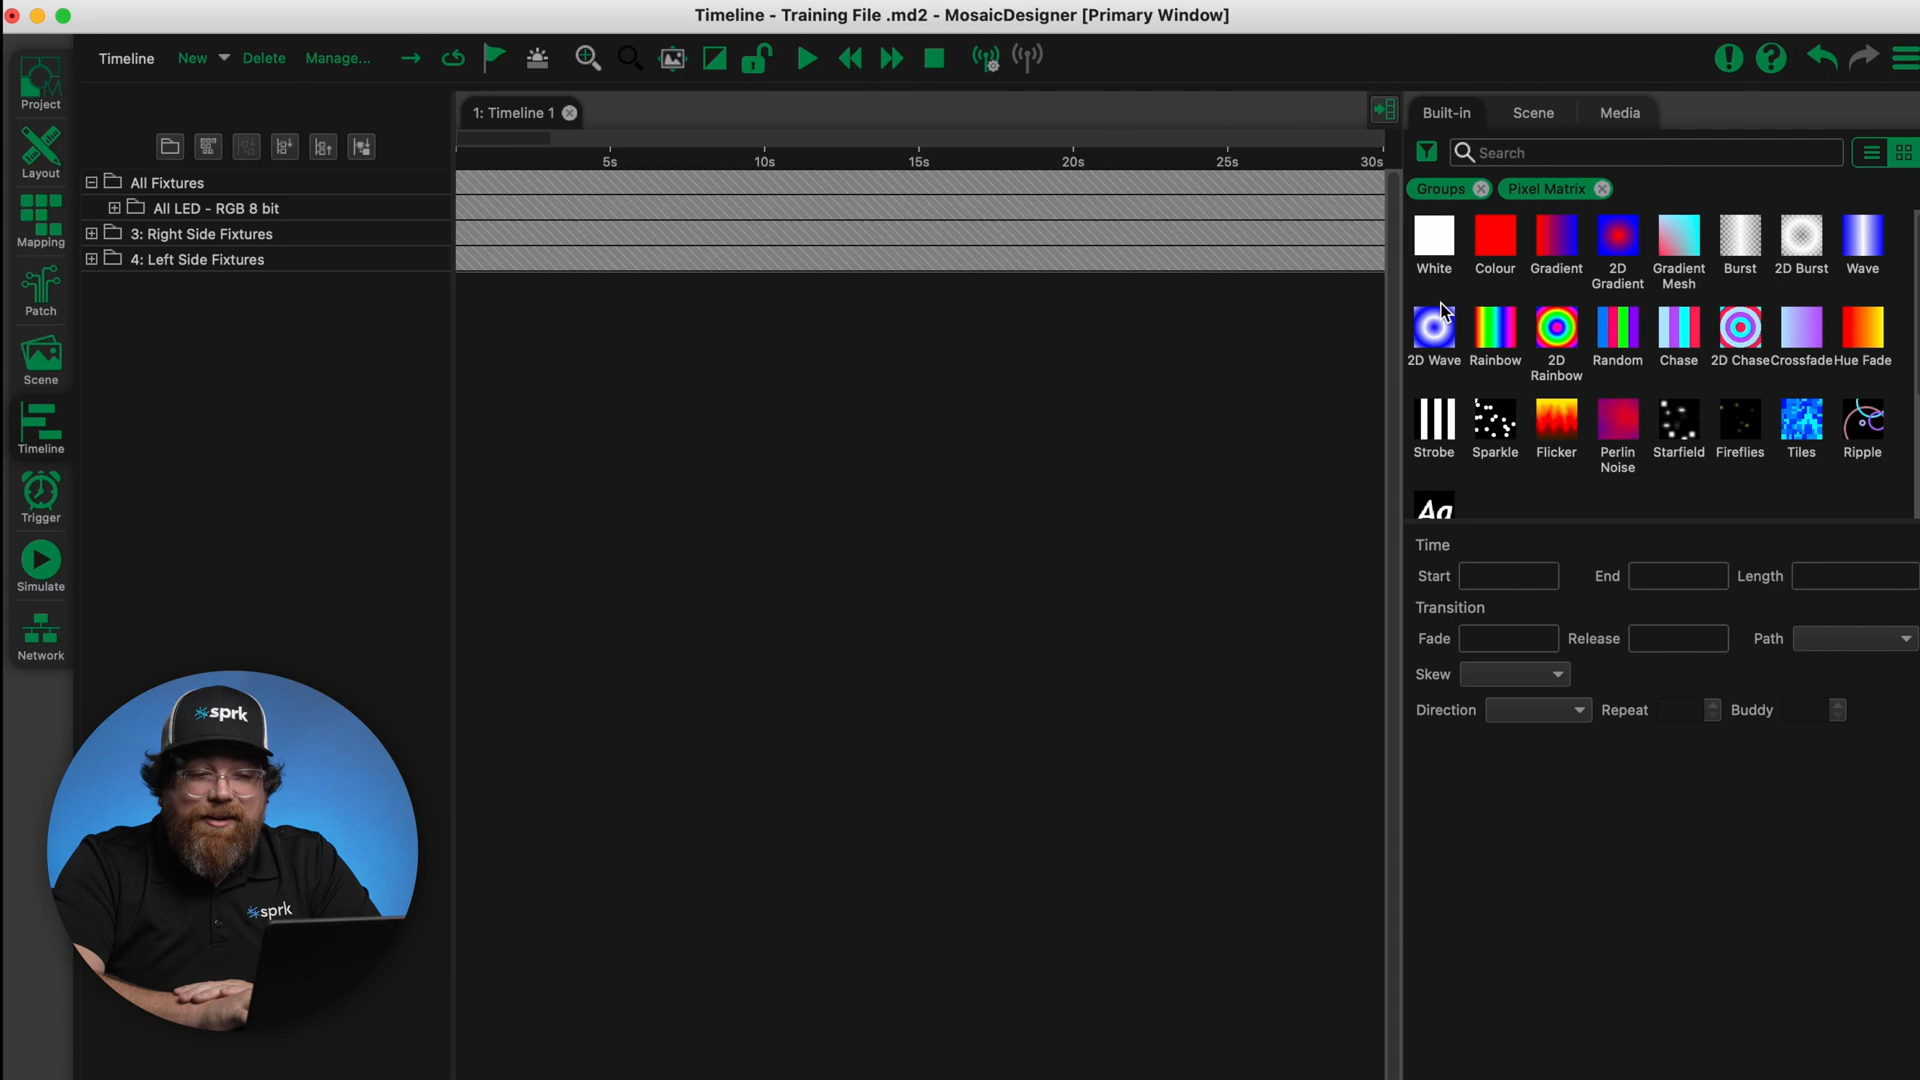 Timeline - Training File .md2 - MosaicDesigner [Primary Window]
Timeline New Delete Manage...
Project
Layout
Mapping
Patch
Scene
Timeline
Trigger
Simulate
Network
1: Timeline 1
5s 10s 15s 20s 25s 30s
All Fixtures
All LED - RGB 8 bit
3: Right Side Fixtures
4: Left Side Fixtures
Built-in Scene Media
Search
Groups Pixel Matrix
White Colour Gradient 2D Gradient Gradient Mesh Burst 2D Burst Wave
2D Wave Rainbow 2D Rainbow Random Chase 2D Chase Crossfade Hue Fade
Strobe Sparkle Flicker Perlin Noise Starfield Fireflies Tiles Ripple
Aa
Time
Start End Length
Transition
Fade Release Path
Skew
Direction Repeat Buddy
sprk
sprk